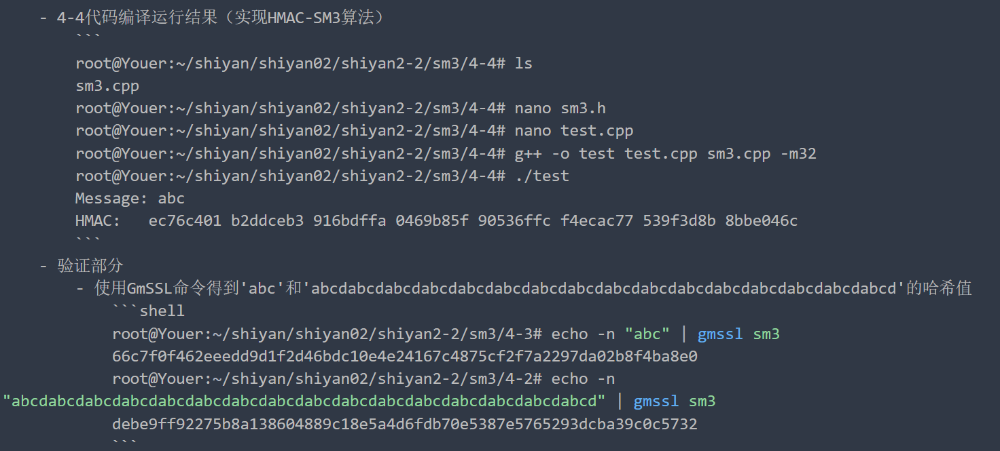 - 4-4代码编译运行结果（实现HMAC-SM3算法）
```
root@Youer:~/shiyan/shiyan02/shiyan2-2/sm3/4-4# ls
sm3.cpp
root@Youer:~/shiyan/shiyan02/shiyan2-2/sm3/4-4# nano sm3.h
root@Youer:~/shiyan/shiyan02/shiyan2-2/sm3/4-4# nano test.cpp
root@Youer:~/shiyan/shiyan02/shiyan2-2/sm3/4-4# g++ -o test test.cpp sm3.cpp -m32
root@Youer:~/shiyan/shiyan02/shiyan2-2/sm3/4-4# ./test
Message: abc
HMAC:   ec76c401 b2ddceb3 916bdffa 0469b85f 90536ffc f4ecac77 539f3d8b 8bbe046c
```
- 验证部分
- 使用GmSSL命令得到'abc'和'abcdabcdabcdabcdabcdabcdabcdabcdabcdabcdabcdabcdabcdabcdabcdabcd'的哈希值
```shell
root@Youer:~/shiyan/shiyan02/shiyan2-2/sm3/4-3# echo -n "abc" | gmssl sm3
66c7f0f462eeedd9d1f2d46bdc10e4e24167c4875cf2f7a2297da02b8f4ba8e0
root@Youer:~/shiyan/shiyan02/shiyan2-2/sm3/4-2# echo -n
"abcdabcdabcdabcdabcdabcdabcdabcdabcdabcdabcdabcdabcdabcdabcdabcd" | gmssl sm3
debe9ff92275b8a138604889c18e5a4d6fdb70e5387e5765293dcba39c0c5732
```